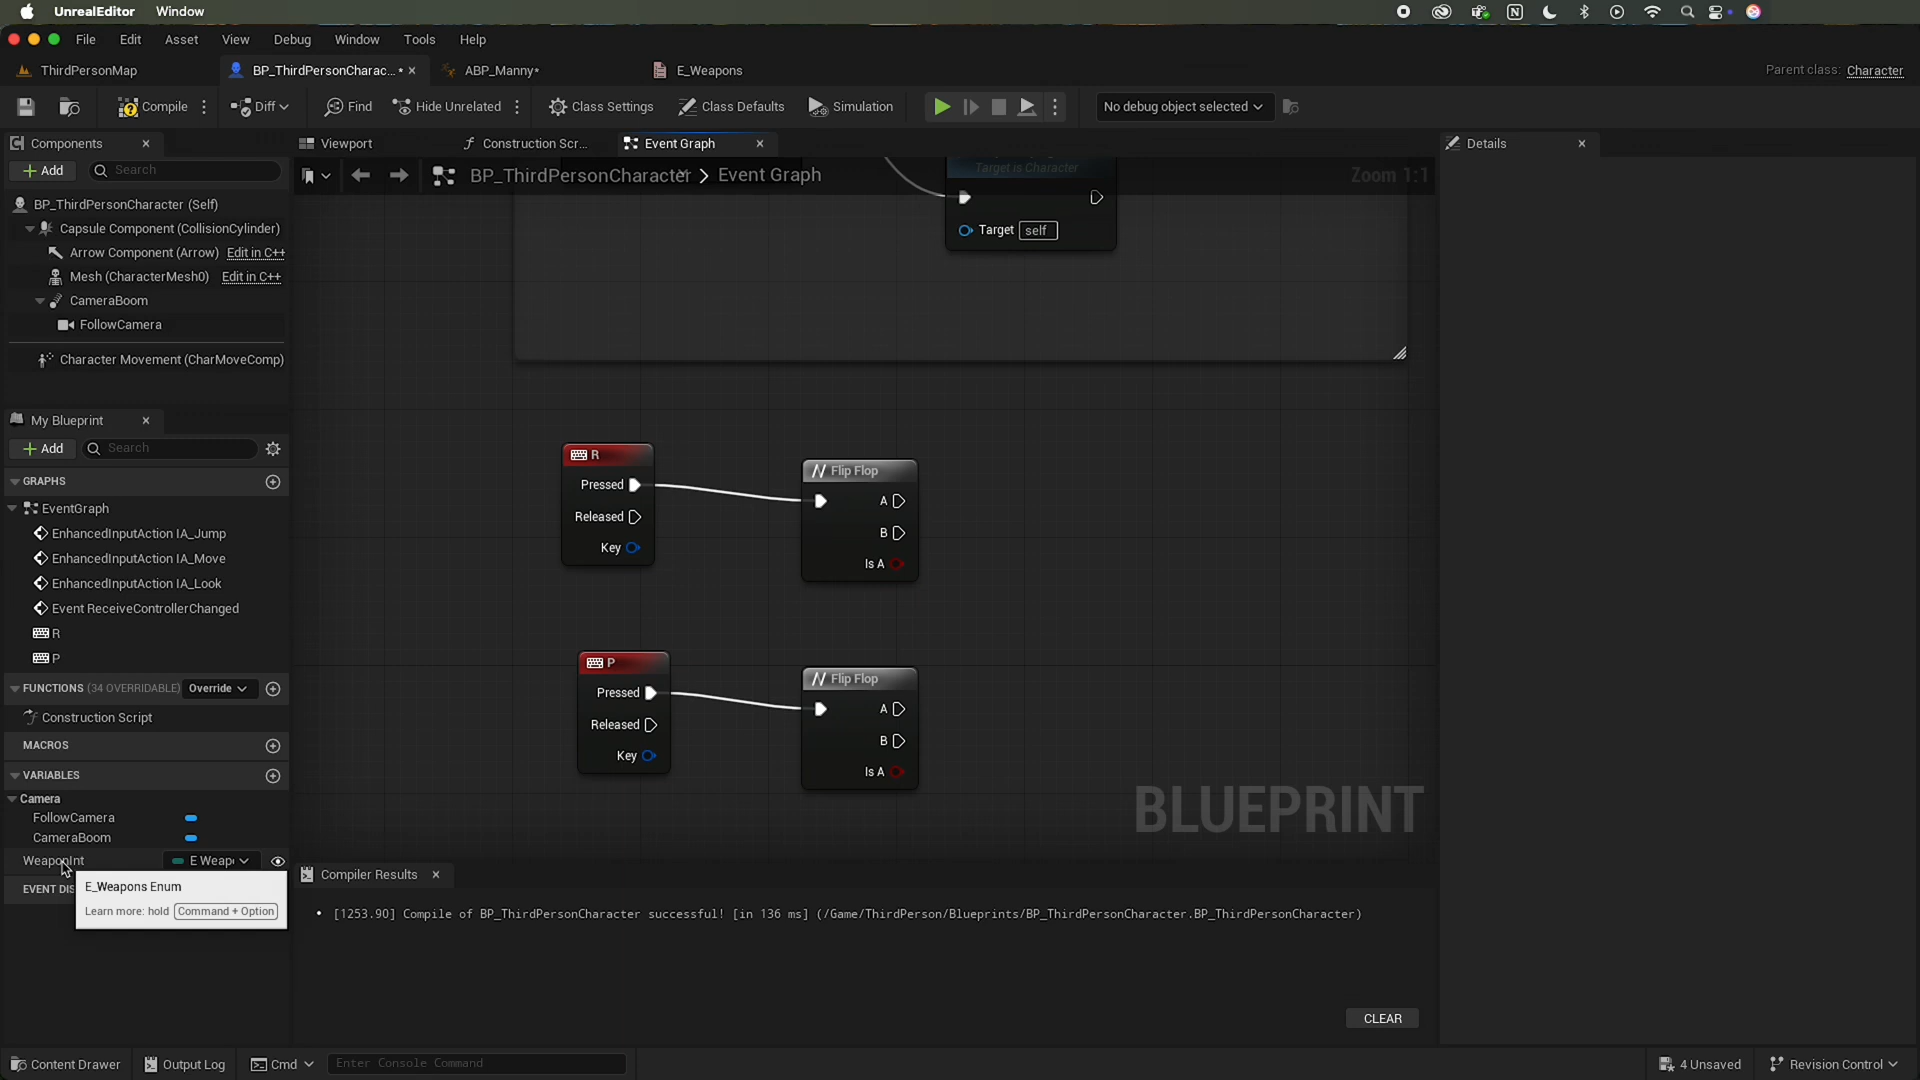 UnrealEditor Window
File Edit Asset View Debug Window Tools Help
ThirdPersonMap BP_ThirdPersonCharac... • ABP_Manny• E_Weapons Parent class: Character
Compile Diff Find Hide Unrelated Class Settings Class Defaults Simulation No debug object selected
Components Viewport Construction Scr... Event Graph Details
Add Search BP_ThirdPersonCharacter > Event Graph Zoom 1:1
Target is Character
BP_ThirdPersonCharacter (Self)
Capsule Component (CollisionCylinder)
Arrow Component (Arrow) Edit in C++
Mesh (CharacterMesh0) Edit in C++
CameraBoom
FollowCamera
Character Movement (CharMoveComp)
Target self
My Blueprint
Add Search
GRAPHS
EventGraph
EnhancedInputAction IA_Jump
EnhancedInputAction IA_Move
EnhancedInputAction IA_Look
Event ReceiveControllerChanged
R
P
FUNCTIONS (34 OVERRIDABLE) Override
Construction Script
MACROS
VARIABLES
Camera
FollowCamera
CameraBoom
WeaponInt E Weap
EVENT DIS
E_Weapons Enum
Learn more: hold Command + Option
R
Pressed
Released
Key
Flip Flop
A
B
Is A
P
Pressed
Released
Key
Flip Flop
A
B
Is A
BLUEPRINT
Compiler Results
• [1253.90] Compile of BP_ThirdPersonCharacter successful! [in 136 ms] (/Game/ThirdPerson/Blueprints/BP_ThirdPersonCharacter.BP_ThirdPersonCharacter)
CLEAR
Content Drawer Output Log Cmd Enter Console Command 4 Unsaved Revision Control